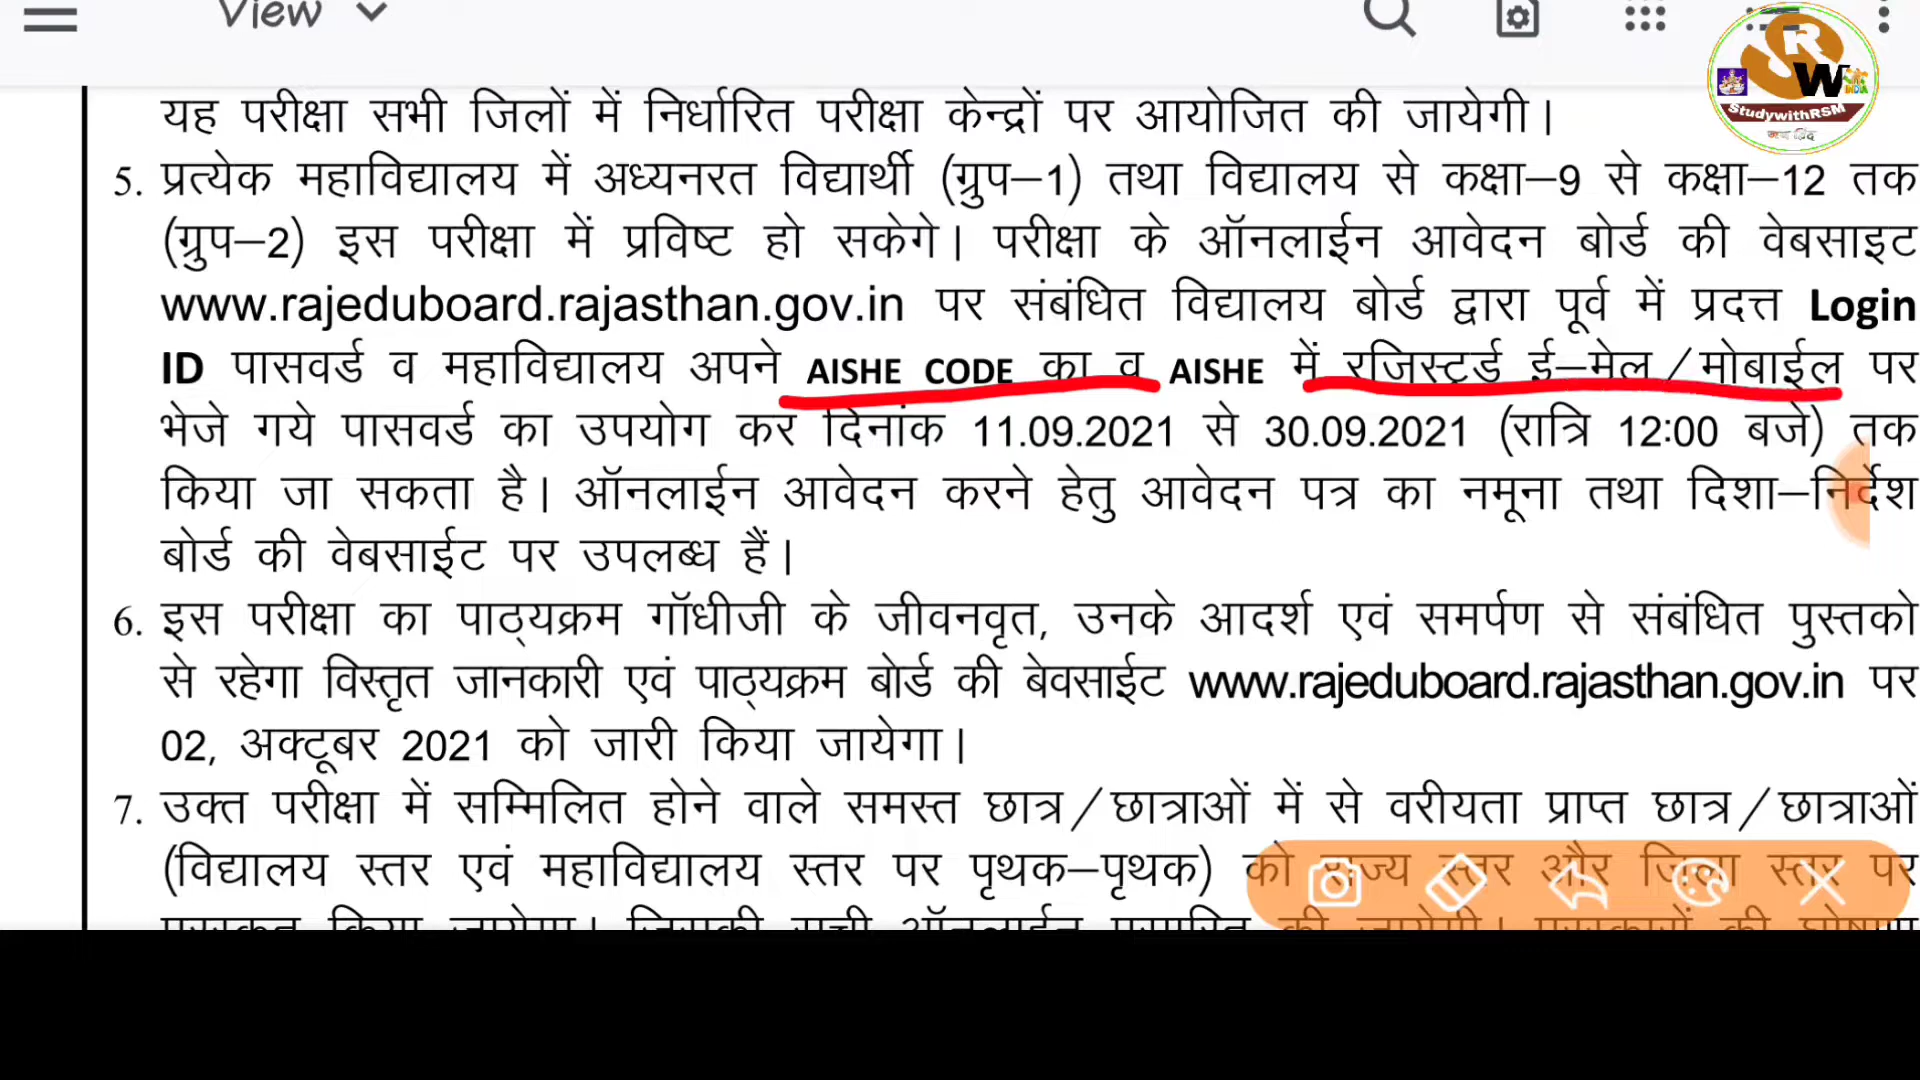 View
RW
INDIA
StudywithRSM
यह परीक्षा सभी जिलों में निर्धारित परीक्षा केन्द्रों पर आयोजित की जायेगी।
5. प्रत्येक महाविद्यालय में अध्यनरत विद्यार्थी (ग्रुप–1) तथा विद्यालय से कक्षा–9 से कक्षा–12 तक
(ग्रुप–2) इस परीक्षा में प्रविष्ट हो सकेगे। परीक्षा के ऑनलाईन आवेदन बोर्ड की वेबसाइट
www.rajeduboard.rajasthan.gov.in पर संबंधित विद्यालय बोर्ड द्वारा पूर्व में प्रदत्त Login
ID पासवर्ड व महाविद्यालय अपने AISHE CODE का व AISHE में रजिस्टर्ड ई–मेल/मोबाईल पर
भेजे गये पासवर्ड का उपयोग कर दिनांक 11.09.2021 से 30.09.2021 (रात्रि 12:00 बजे) तक
किया जा सकता है। ऑनलाईन आवेदन करने हेतु आवेदन पत्र का नमूना तथा दिशा–निर्देश
बोर्ड की वेबसाईट पर उपलब्ध हैं।
6. इस परीक्षा का पाठ्यक्रम गॉधीजी के जीवनवृत, उनके आदर्श एवं समर्पण से संबंधित पुस्तको
से रहेगा विस्तृत जानकारी एवं पाठ्यक्रम बोर्ड की बेवसाईट www.rajeduboard.rajasthan.gov.in पर
02, अक्टूबर 2021 को जारी किया जायेगा।
7. उक्त परीक्षा में सम्मिलित होने वाले समस्त छात्र/छात्राओं में से वरीयता प्राप्त छात्र/छात्राओं
(विद्यालय स्तर एवं महाविद्यालय स्तर पर पृथक–पृथक) को राज्य स्तर और जिला स्तर पर